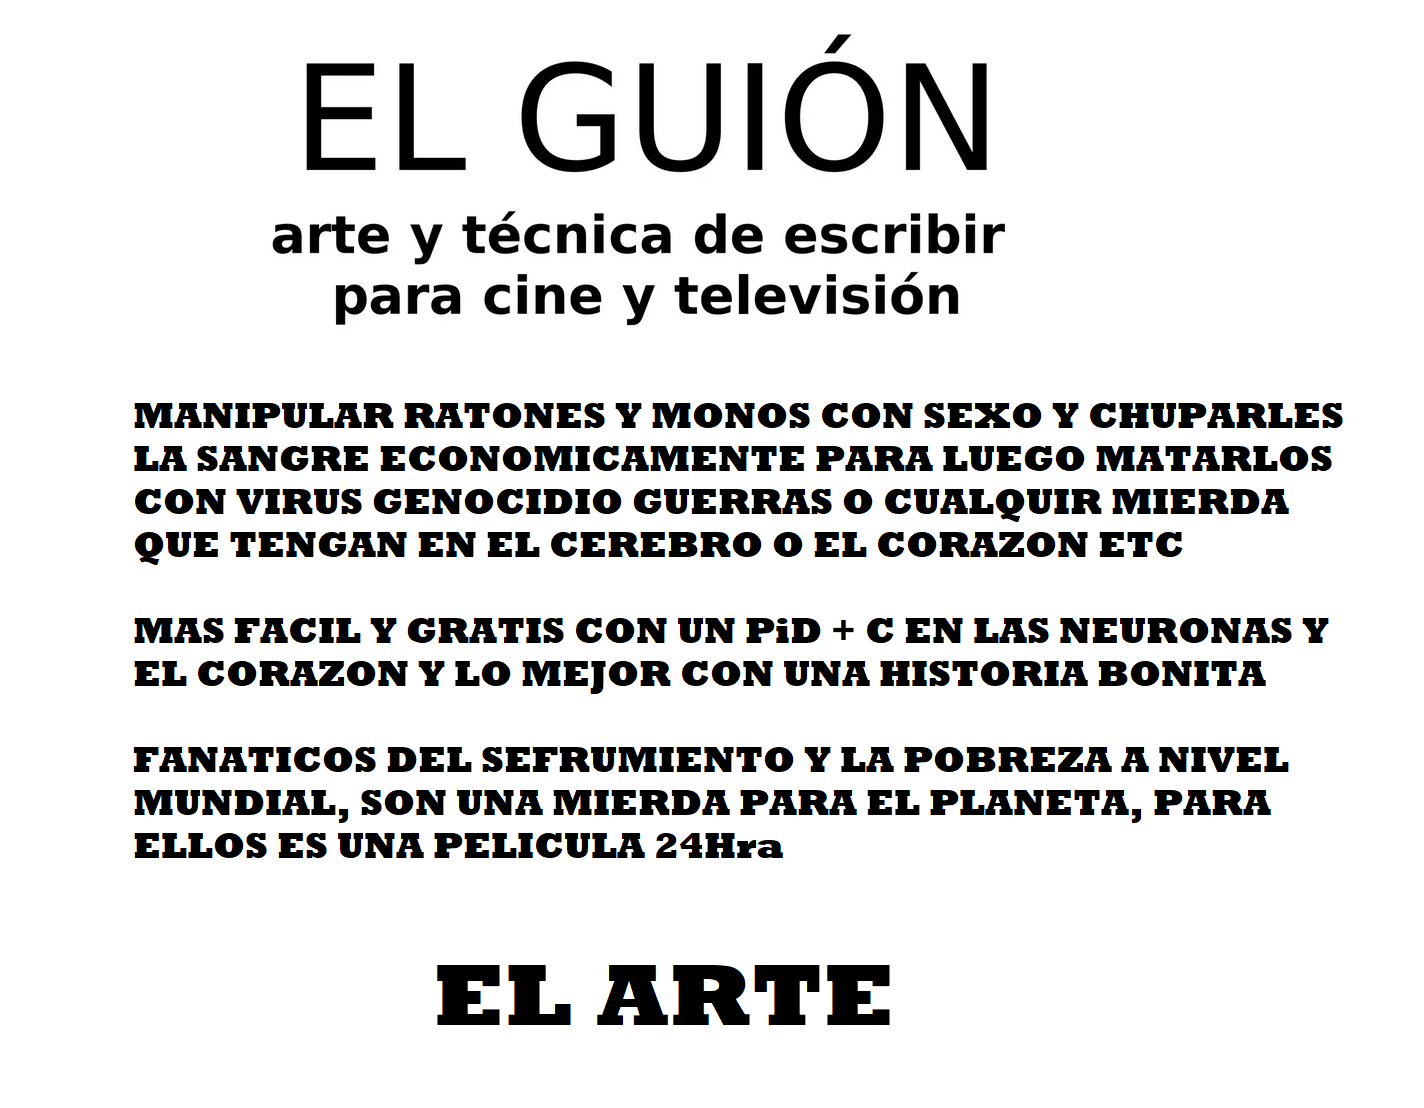 EL GUIÓN
arte y técnica de escribir
para cine y televisión
MANIPULAR RATONES Y MONOS CON SEXO Y CHUPARLES
LA SANGRE ECONOMICAMENTE PARA LUEGO MATARLOS
CON VIRUS GENOCIDIO GUERRAS O CUALQUIR MIERDA
QUE TENGAN EN EL CEREBRO O EL CORAZON ETC
MAS FACIL Y GRATIS CON UN PiD + C EN LAS NEURONAS Y
EL CORAZON Y LO MEJOR CON UNA HISTORIA BONITA
FANATICOS DEL SEFRUMIENTO Y LA POBREZA A NIVEL
MUNDIAL, SON UNA MIERDA PARA EL PLANETA, PARA
ELLOS ES UNA PELICULA 24Hra
EL ARTE